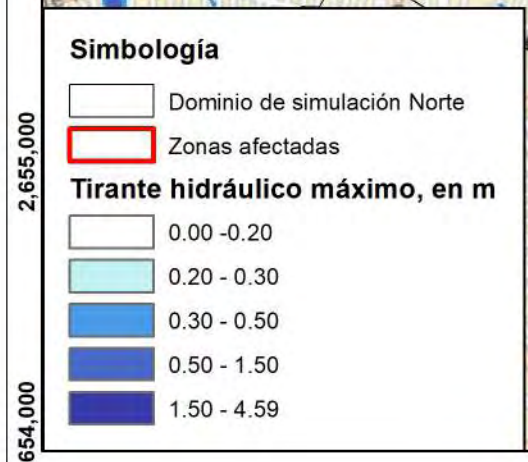 Simbología
Dominio de simulación Norte
Zonas afectadas
Tirante hidráulico máximo, en m
0.00 -0.20
0.20 - 0.30
0.30 - 0.50
0.50 - 1.50
1.50 - 4.59
2,655,000
654,000